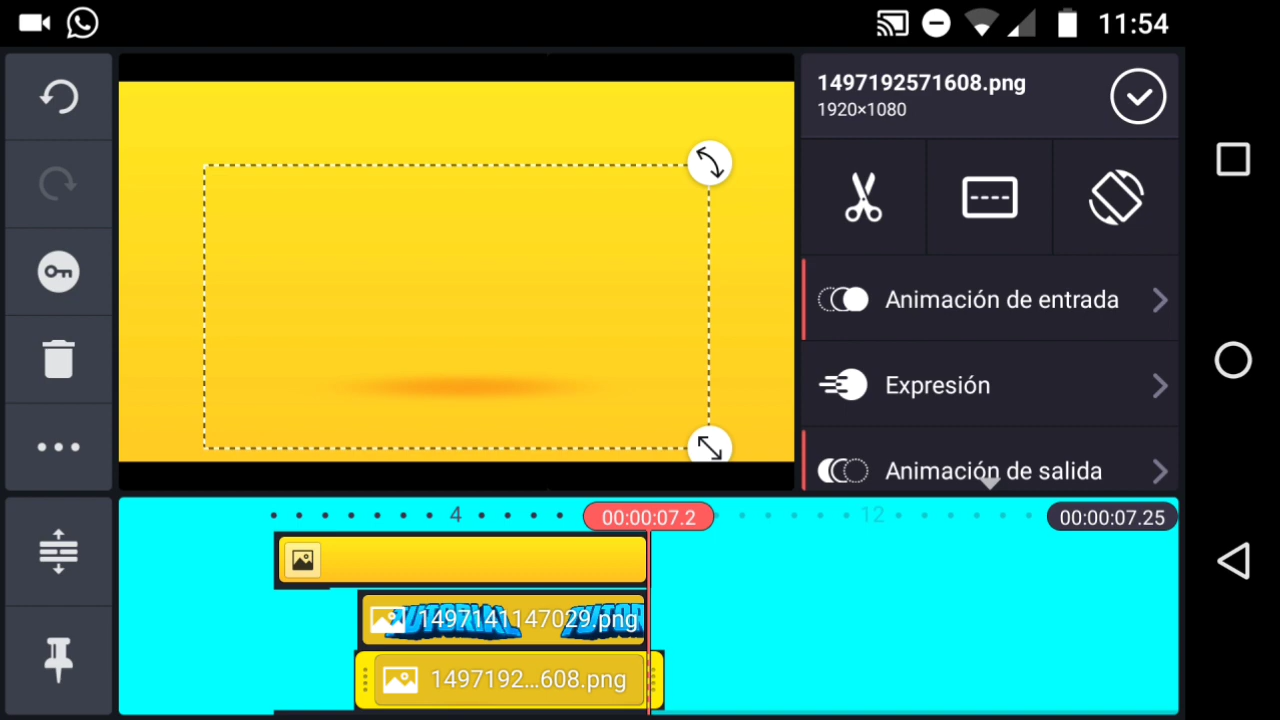 11:54
1497192571608.png
1920×1080
Animación de entrada
Expresión
Animación de salida
4
00:00:07.2
12
00:00:07.25
TUTORIAL
1497141147029.png
1497192...608.png